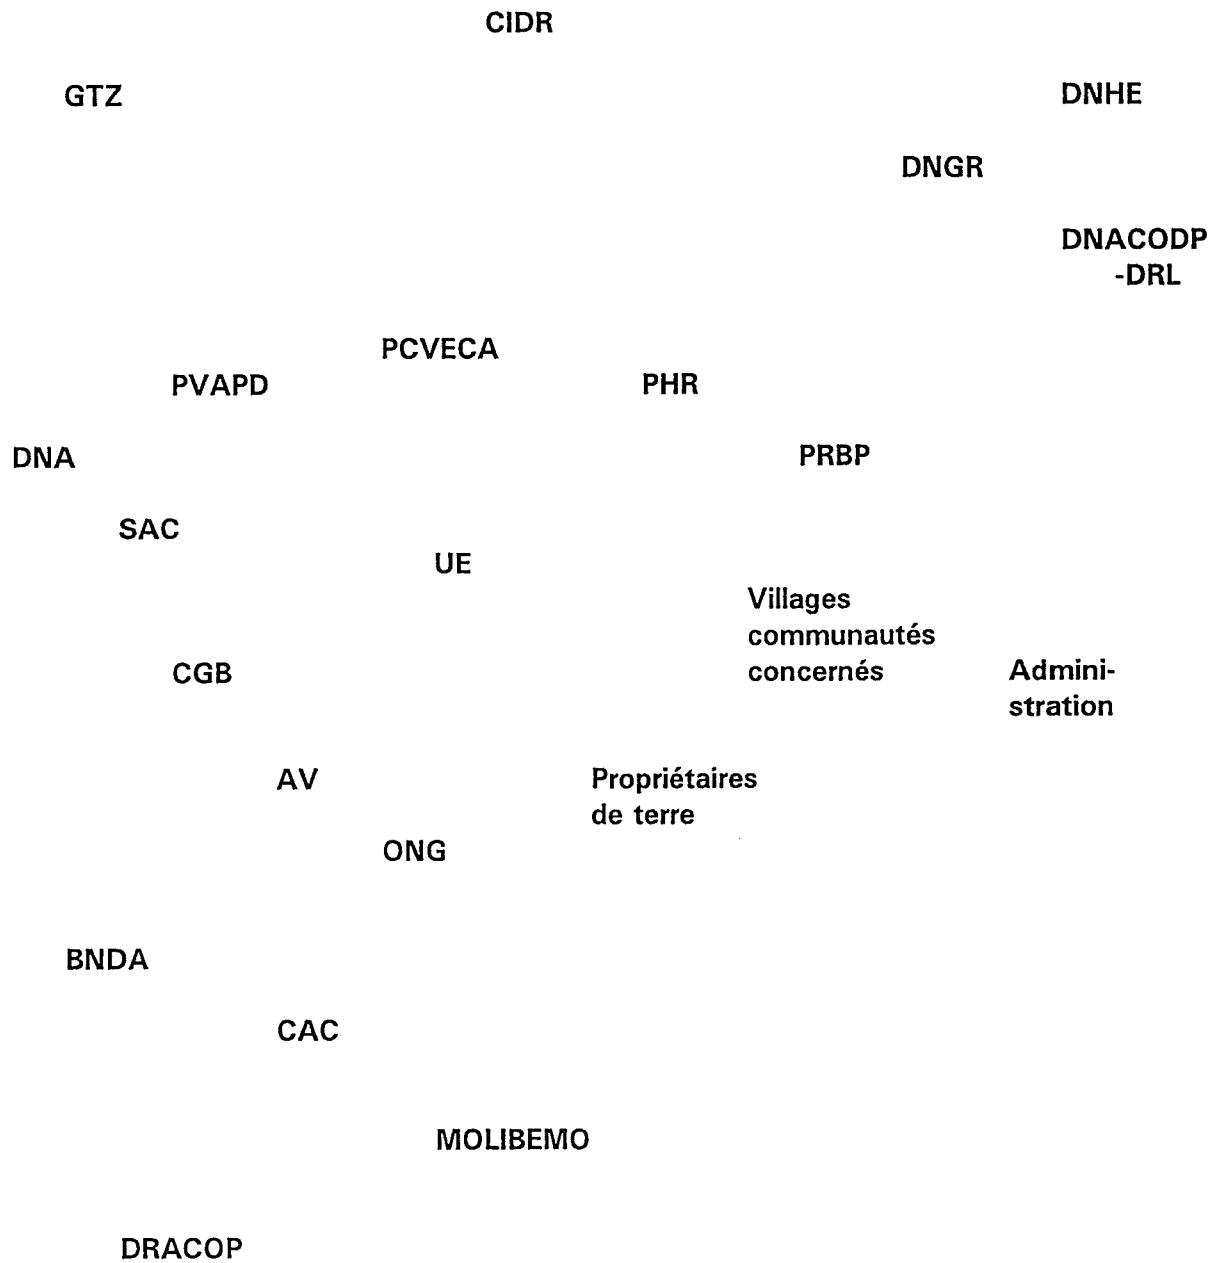 CIDR
GTZ
DNHE
DNGR
DNACODP
-DRL
PCVECA
PVAPD
PHR
DNA
PRBP
SAC
UE
Villages
communautés
concernés
CGB
Admini-
stration
AV
Propriétaires
de terre
ONG
BNDA
CAC
MOLIBEMO
DRACOP